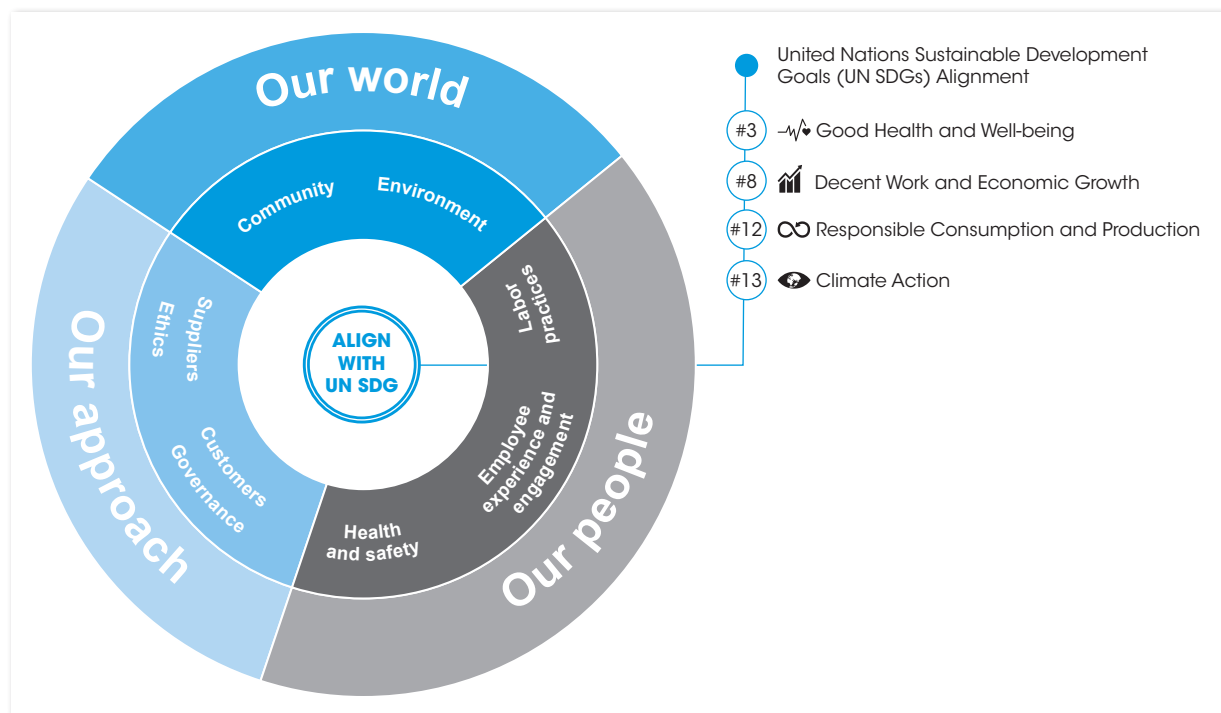 Our world
Community
Environment
Our approach
Ethics
Suppliers
Customers
Governance
Our people
Labor
practices
Employee
experience and
engagement
Health
and safety
ALIGN
WITH
UN SDG
United Nations Sustainable Development
Goals (UN SDGs) Alignment
#3 Good Health and Well-being
#8 Decent Work and Economic Growth
#12 Responsible Consumption and Production
#13 Climate Action